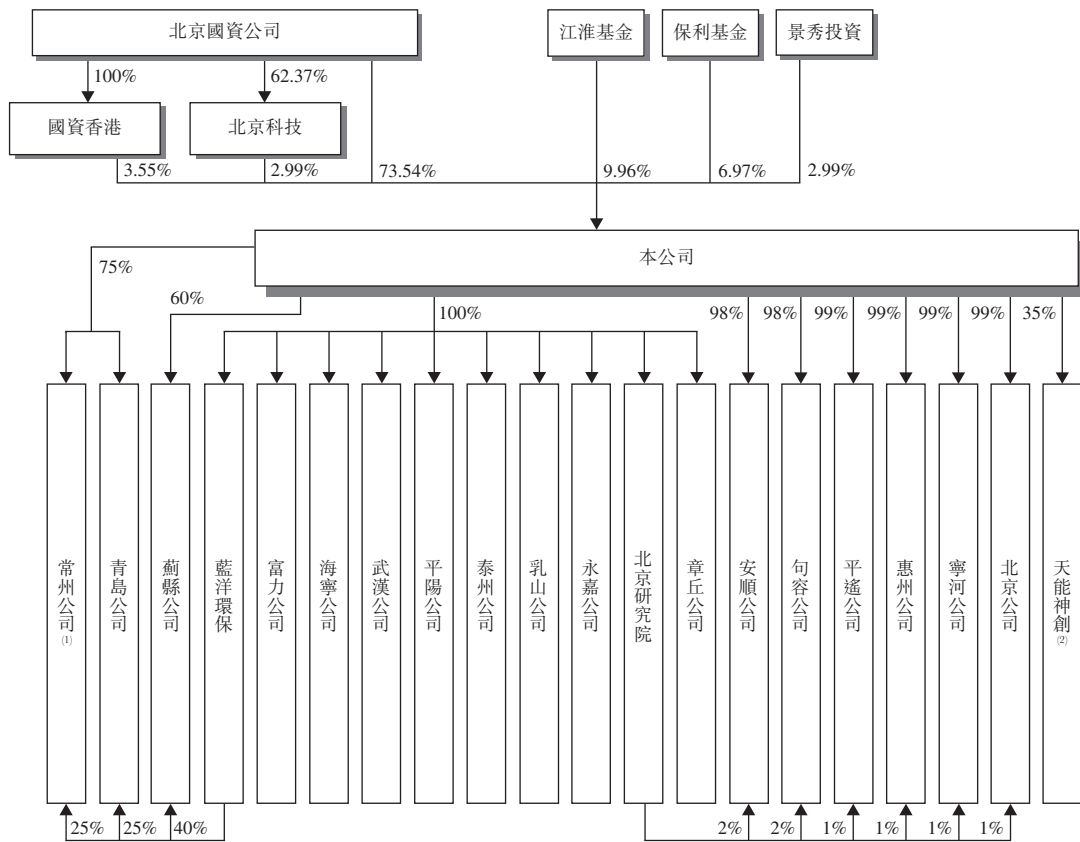 北京國資公司
江淮基金
保利基金
景秀投資
100%
62.37%
國資香港
北京科技
3.55%
2.99%
73.54%
9.96%
6.97%
2.99%
本公司
75%
60%
100%
98%
98%
99%
99%
99%
99%
35%
常州公司(1)
青島公司
薊縣公司
藍洋環保
富力公司
海寧公司
武漢公司
平陽公司
泰州公司
乳山公司
永嘉公司
北京研究院
章丘公司
安順公司
句容公司
平遙公司
惠州公司
寧河公司
北京公司
天能神創(2)
25%
25%
40%
2%
2%
1%
1%
1%
1%